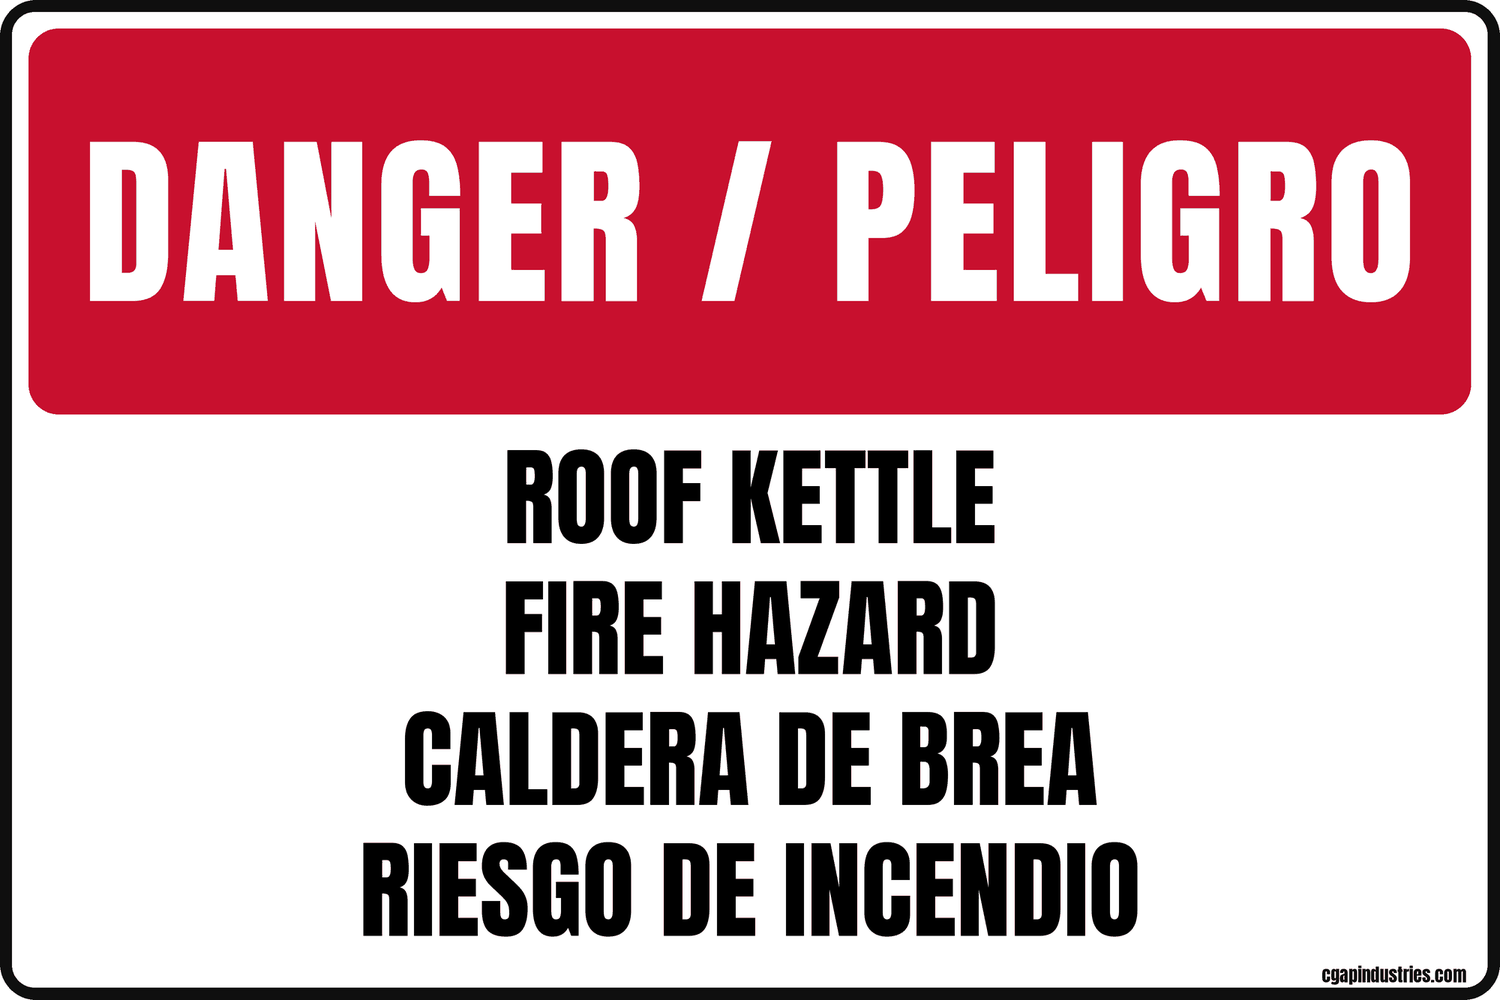 DANGER / PELIGRO
ROOF KETTLE
FIRE HAZARD
CALDERA DE BREA
RIESGO DE INCENDIO
cgapindustries.com